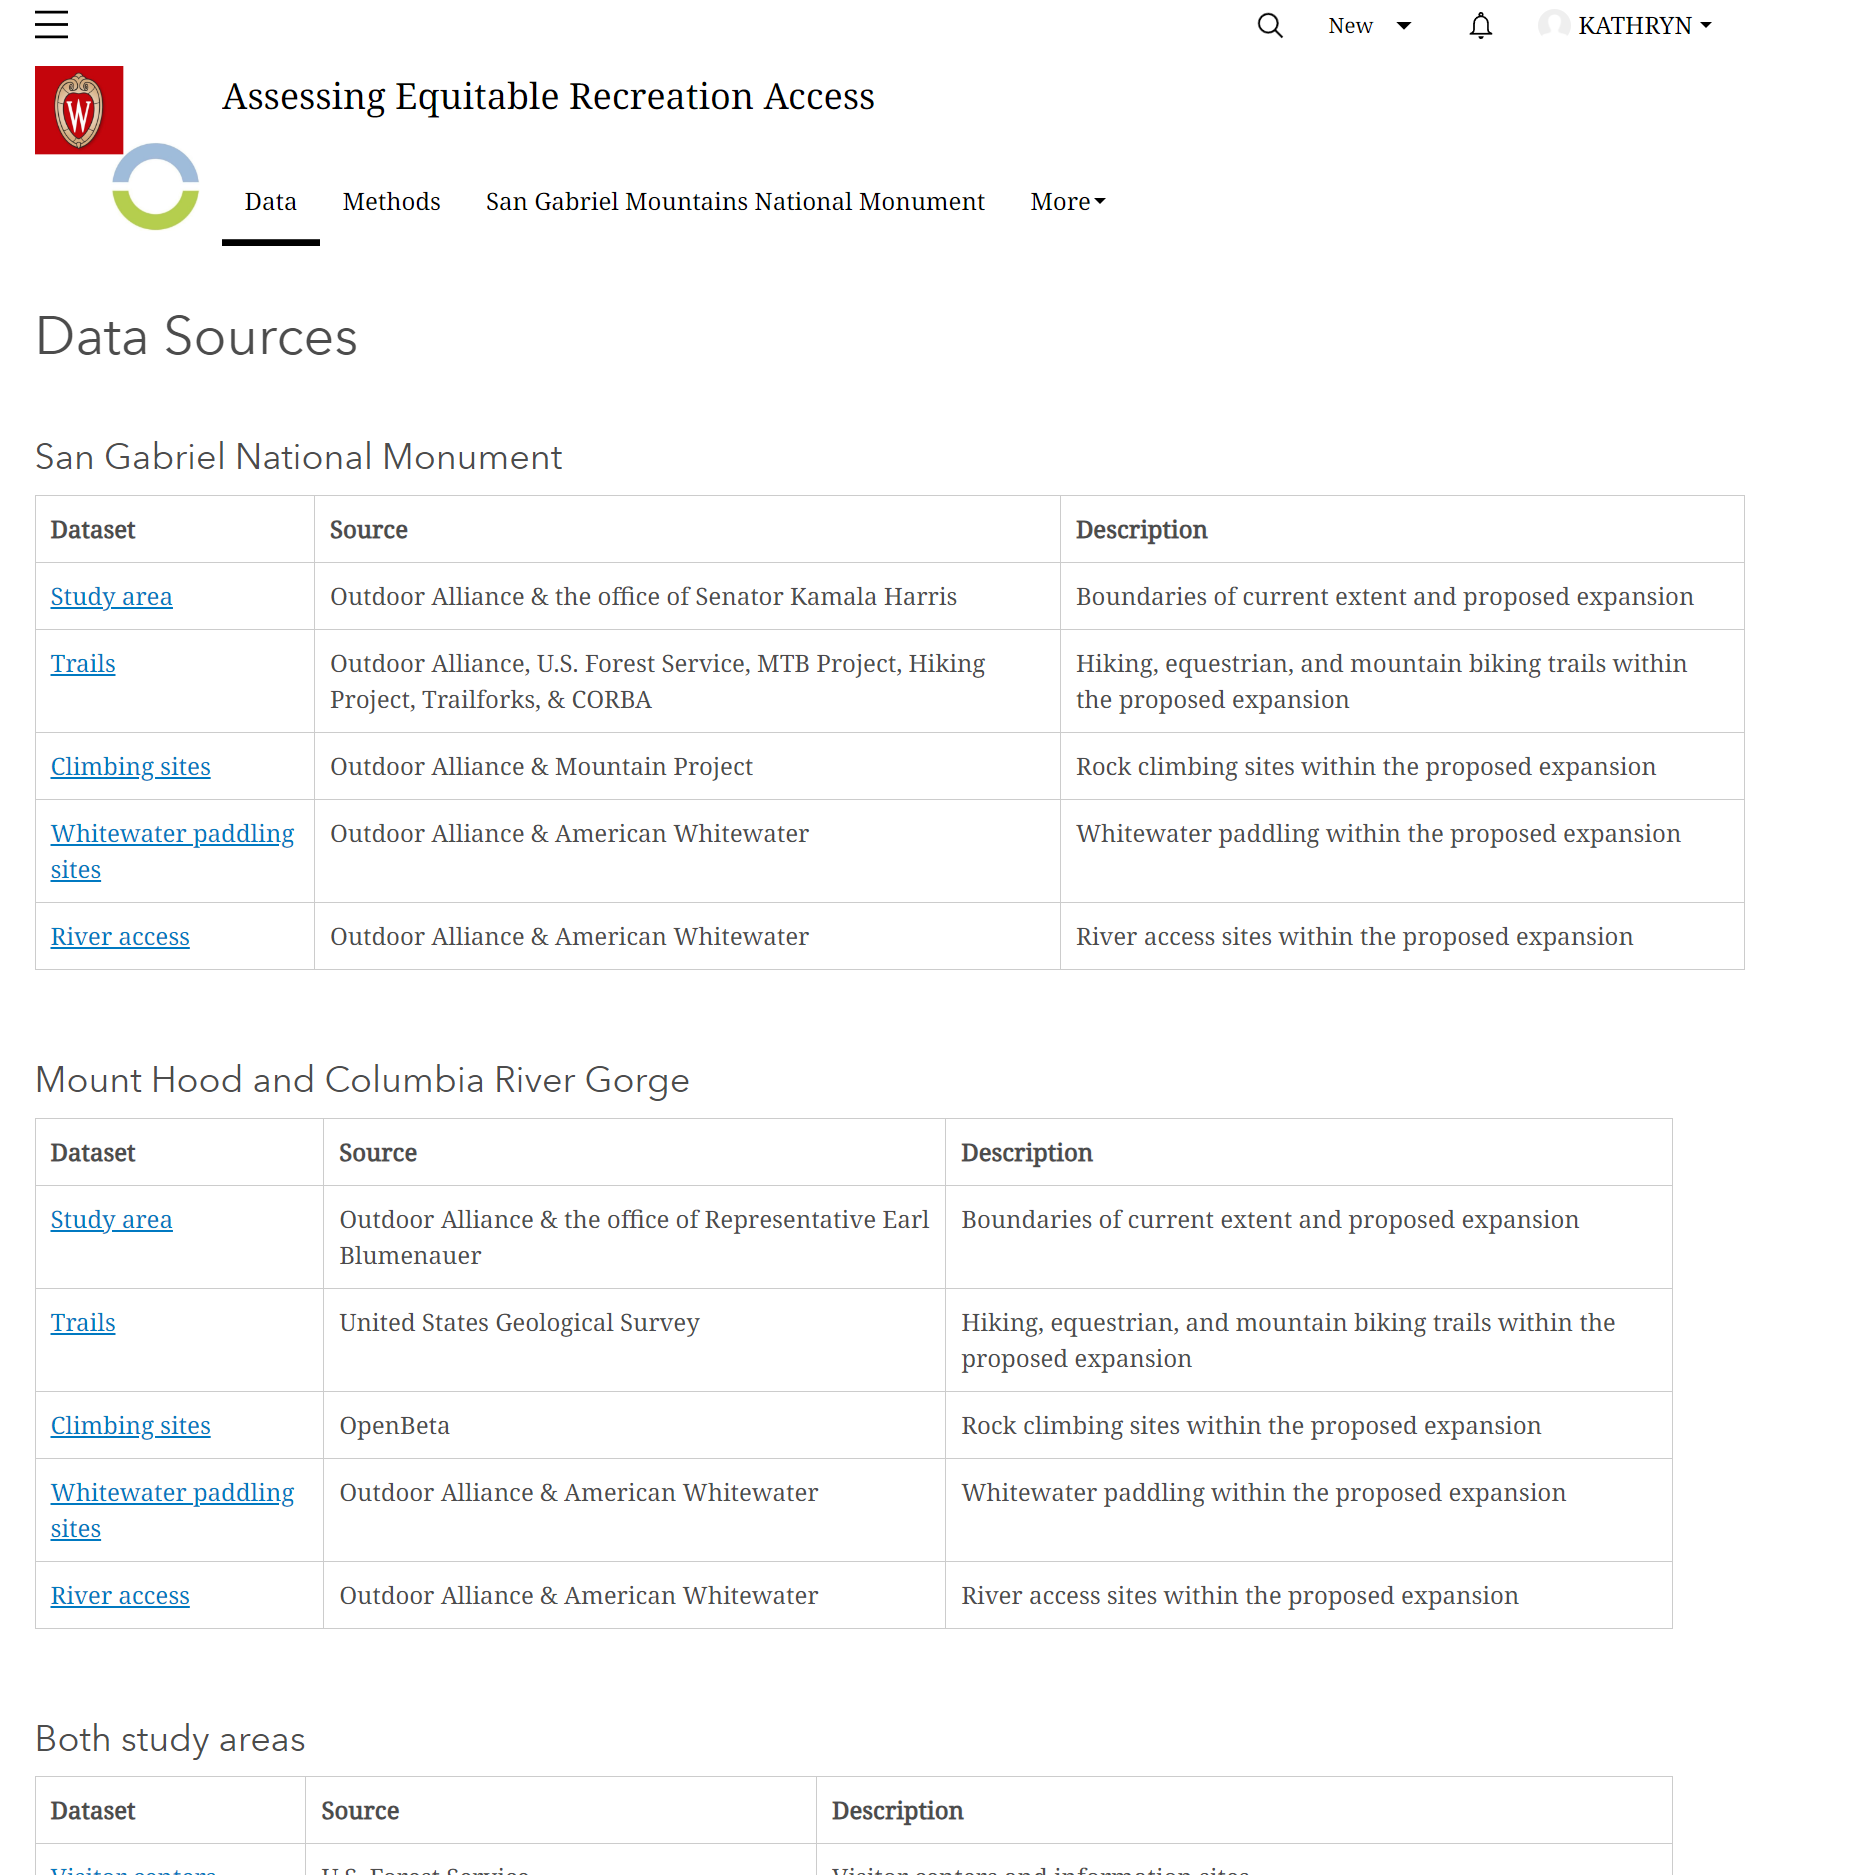 New
KATHRYN
W
Assessing Equitable Recreation Access
Data Methods San Gabriel Mountains National Monument More
Data Sources
San Gabriel National Monument
Dataset Source Description
Study area Outdoor Alliance & the office of Senator Kamala Harris Boundaries of current extent and proposed expansion
Trails Outdoor Alliance, U.S. Forest Service, MTB Project, Hiking Hiking, equestrian, and mountain biking trails within
Project, Trailforks, & CORBA the proposed expansion
Climbing sites Outdoor Alliance & Mountain Project Rock climbing sites within the proposed expansion
Whitewater paddling Outdoor Alliance & American Whitewater Whitewater paddling within the proposed expansion
sites
River access Outdoor Alliance & American Whitewater River access sites within the proposed expansion
Mount Hood and Columbia River Gorge
Dataset Source Description
Study area Outdoor Alliance & the office of Representative Earl Boundaries of current extent and proposed expansion
Blumenauer
Trails United States Geological Survey Hiking, equestrian, and mountain biking trails within the
proposed expansion
Climbing sites OpenBeta Rock climbing sites within the proposed expansion
Whitewater paddling Outdoor Alliance & American Whitewater Whitewater paddling within the proposed expansion
sites
River access Outdoor Alliance & American Whitewater River access sites within the proposed expansion
Both study areas
Dataset Source Description
Visitor centers U.S. Forest Service Visitor centers and information sites